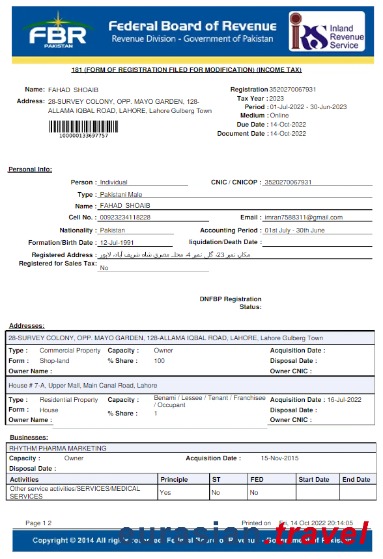 FBR
PAKISTAN
Federal Board of Revenue
Revenue Division - Government of Pakistan
IRS
Inland
Revenue
Service
181 (FORM OF REGISTRATION FILED FOR MODIFICATION) (INCOME TAX)
Name: FAHAD SHOAIB
Address: 28-SURVEY COLONY, OPP. MAYO GARDEN, 128-
ALLAMA IQBAL ROAD, LAHORE, Lahore Gulberg Town
100000133697757
Registration 3520270067931
Tax Year : 2023
Period : 01-Jul-2022 - 30-Jun-2023
Medium : Online
Due Date : 14-Oct-2022
Document Date : 14-Oct-2022
Personal Info:
Person : Individual CNIC / CNICOP : 3520270067931
Type : Pakistani Male
Name : FAHAD SHOAIB
Cell No. : 00923234118228 Email : imran7588311@gmail.com
Nationality : Pakistan Accounting Period : 01st July - 30th June
Formation/Birth Date : 12-Jul-1991 liquidation/Death Date :
Registered Address : مکان نمبر 23، گلی نمبر 4، محلہ مصری شاہ شریف آباد، لاہور
Registered for Sales Tax: No
DNFBP Registration
Status:
Addresses:
28-SURVEY COLONY, OPP. MAYO GARDEN, 128-ALLAMA IQBAL ROAD, LAHORE, Lahore Gulberg Town
Type : Commercial Property Capacity : Owner Acquisition Date :
Form : Shop-land % Share : 100 Disposal Date :
Owner Name : Owner CNIC :
House # 7-A, Upper Mall, Main Canal Road, Lahore
Type : Residential Property Capacity : Benami / Lessee / Tenant / Franchisee / Occupant Acquisition Date : 16-Jul-2022
Form : House % Share : 1 Disposal Date :
Owner Name : Owner CNIC :
Businesses:
RHYTHM PHARMA MARKETING
Capacity : Owner Acquisition Date : 15-Nov-2015
Disposal Date :
Activities Principle ST FED Start Date End Date
Other service activities/SERVICES/MEDICAL SERVICES Yes No No
Page 1 2 Printed on Fri, 14 Oct 2022 20:14:05
eurasian travel
Copyright © 2014 All rights reserved Federal Board of Revenue - Government of Pakistan